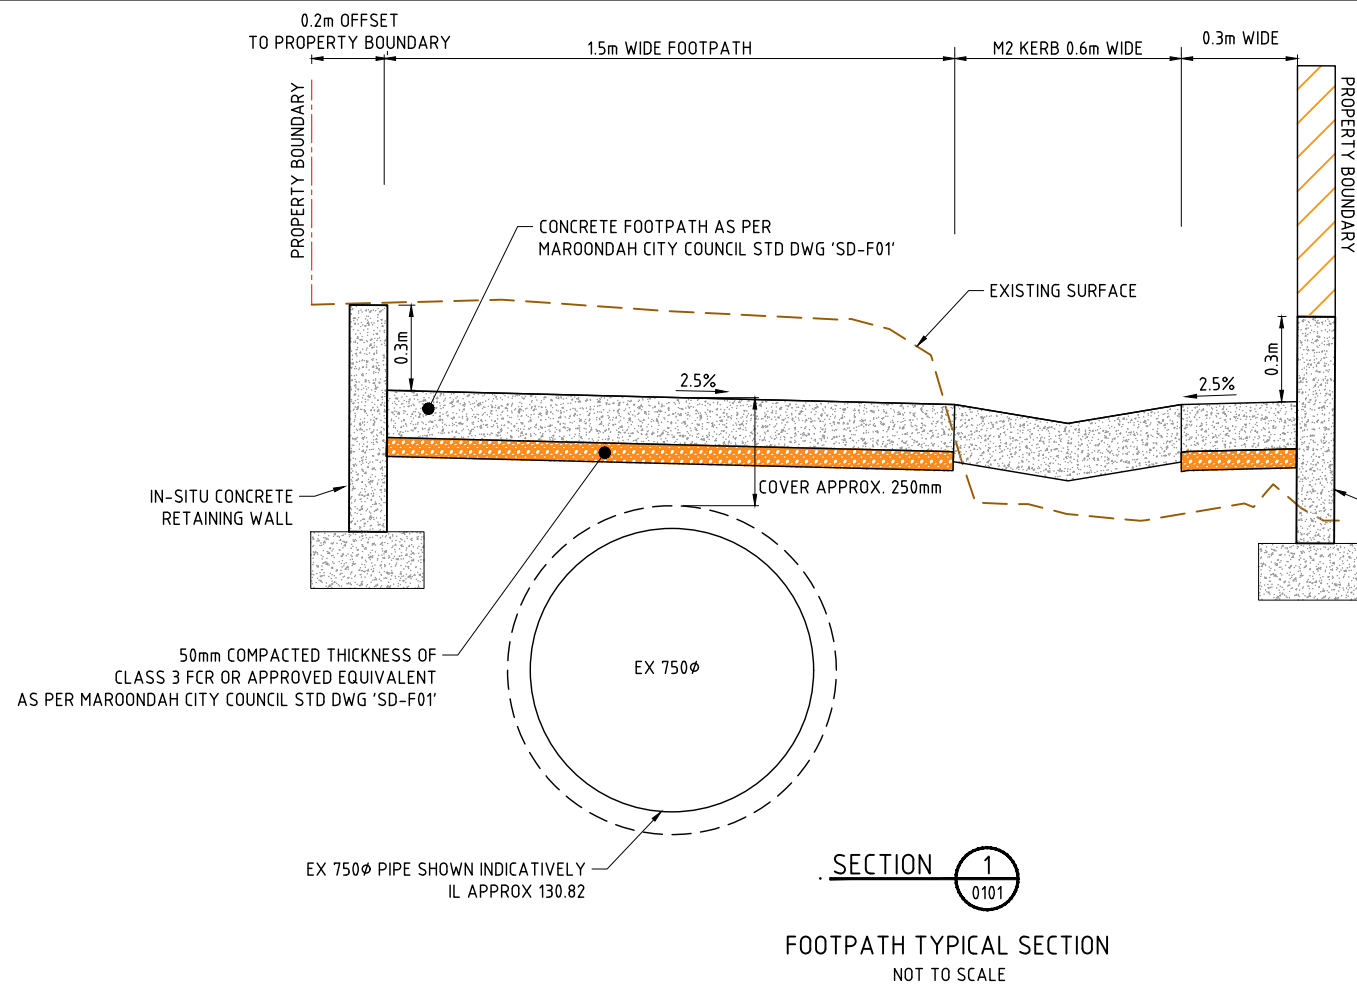 0.2m OFFSET
TO PROPERTY BOUNDARY
1.5m WIDE FOOTPATH
M2 KERB 0.6m WIDE
0.3m WIDE
PROPERTY BOUNDARY
PROPERTY BOUNDARY
CONCRETE FOOTPATH AS PER
MAROONDAH CITY COUNCIL STD DWG 'SD-F01'
EXISTING SURFACE
0.3m
0.3m
2.5%
2.5%
COVER APPROX. 250mm
IN-SITU CONCRETE
RETAINING WALL
50mm COMPACTED THICKNESS OF
CLASS 3 FCR OR APPROVED EQUIVALENT
AS PER MAROONDAH CITY COUNCIL STD DWG 'SD-F01'
EX 750Ø
EX 750Ø PIPE SHOWN INDICATIVELY
IL APPROX 130.82
SECTION 1
0101
FOOTPATH TYPICAL SECTION
NOT TO SCALE